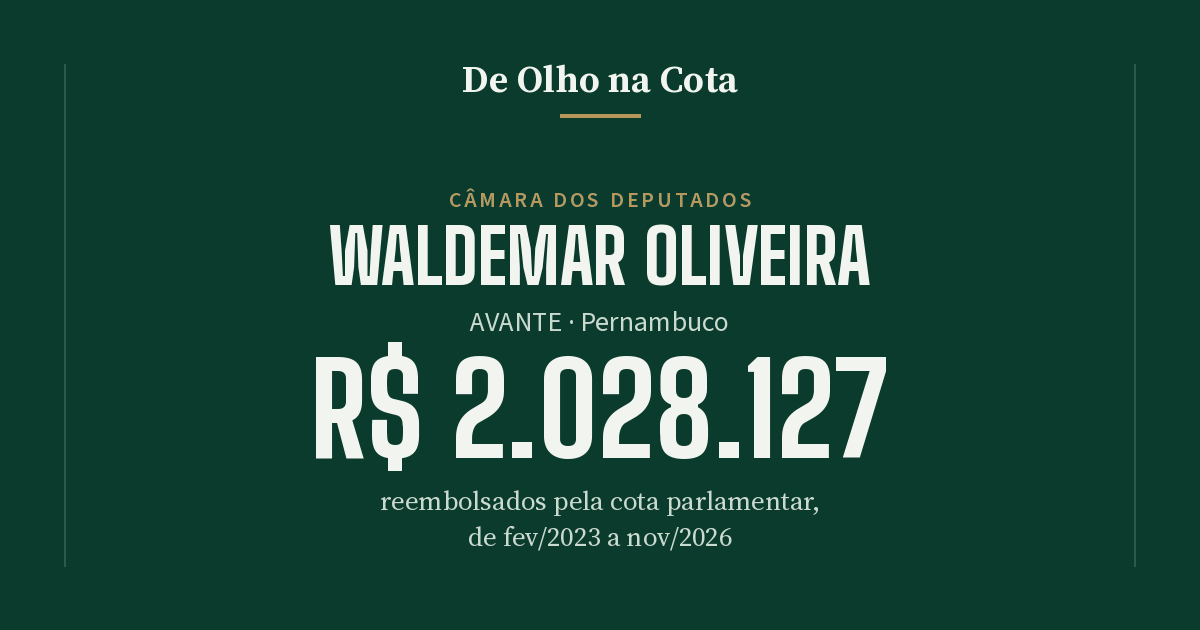 De Olho na Cota
CÂMARA DOS DEPUTADOS
WALDEMAR OLIVEIRA
AVANTE · Pernambuco
R$ 2.028.127
reembolsados pela cota parlamentar,
de fev/2023 a nov/2026